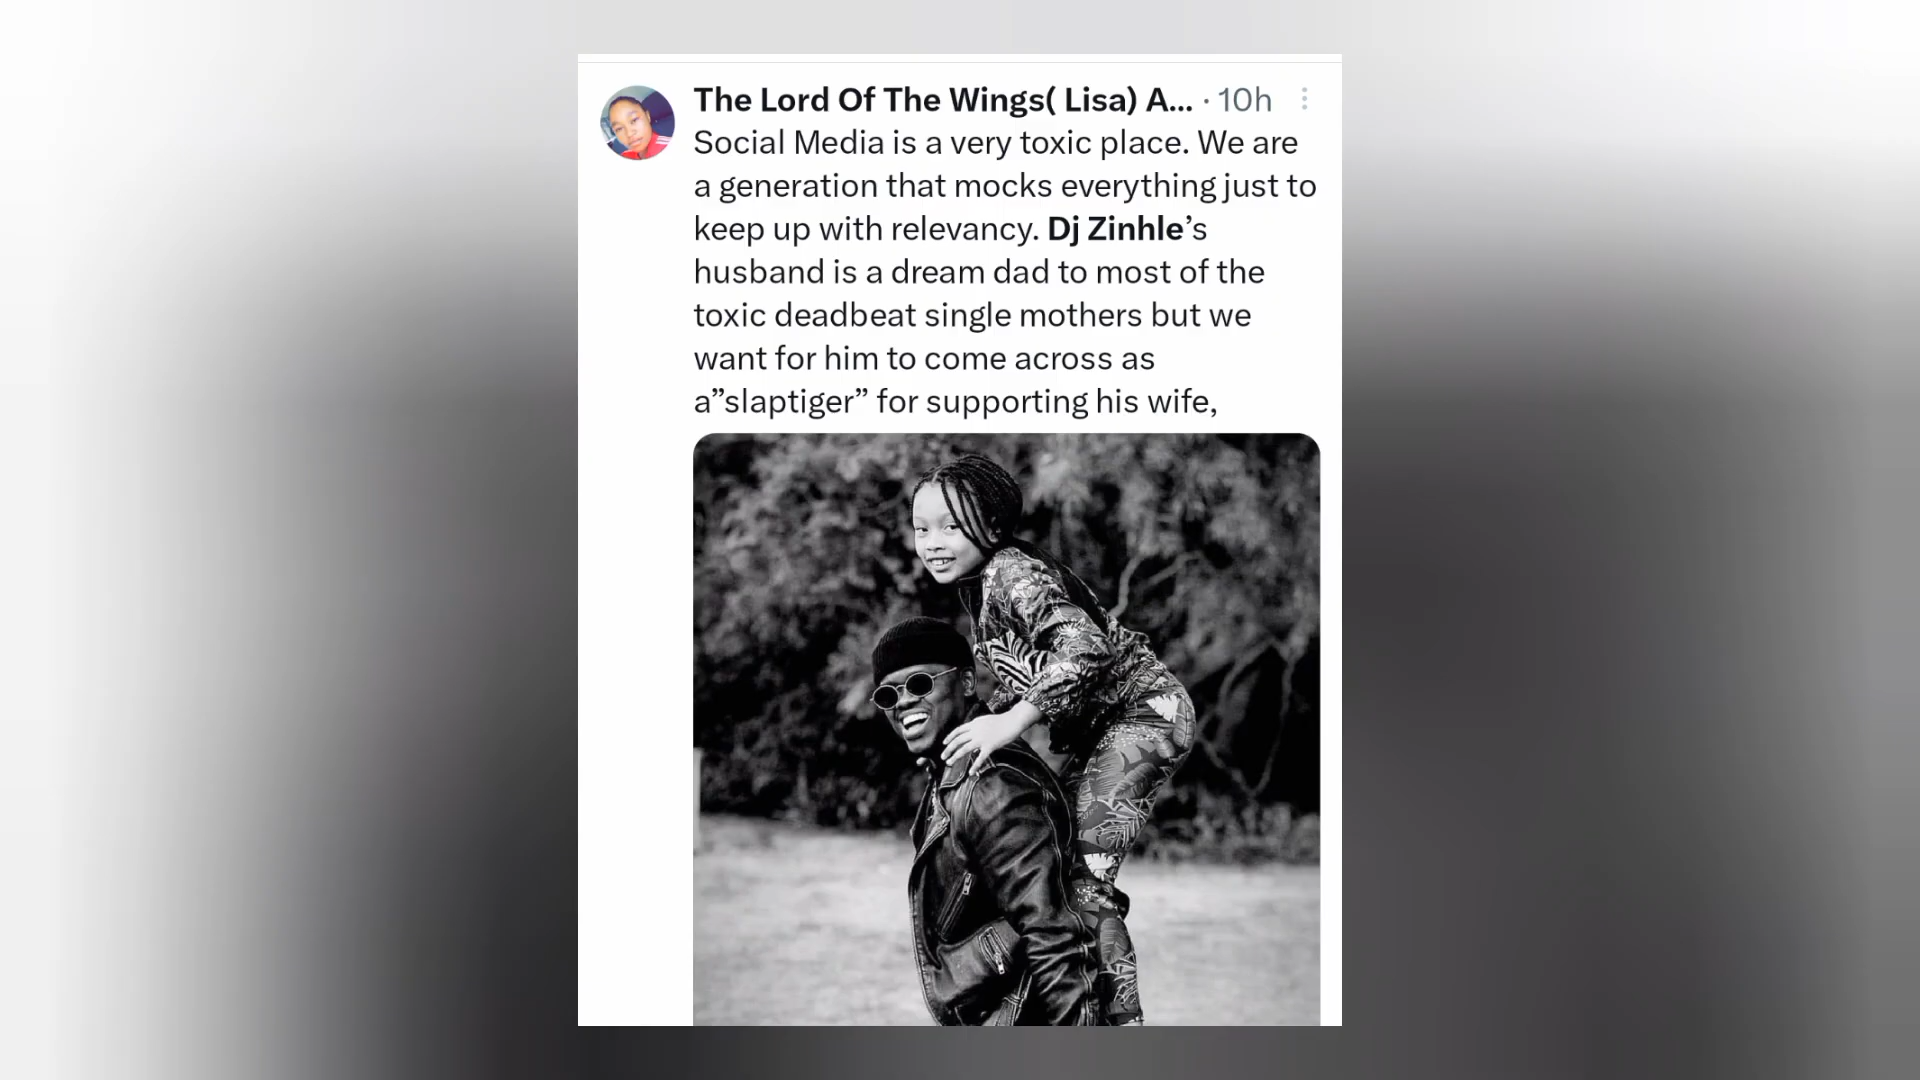 The Lord Of The Wings( Lisa) A... · 10h
Social Media is a very toxic place. We are
a generation that mocks everything just to
keep up with relevancy. Dj Zinhle’s
husband is a dream dad to most of the
toxic deadbeat single mothers but we
want for him to come across as
a”slaptiger” for supporting his wife,